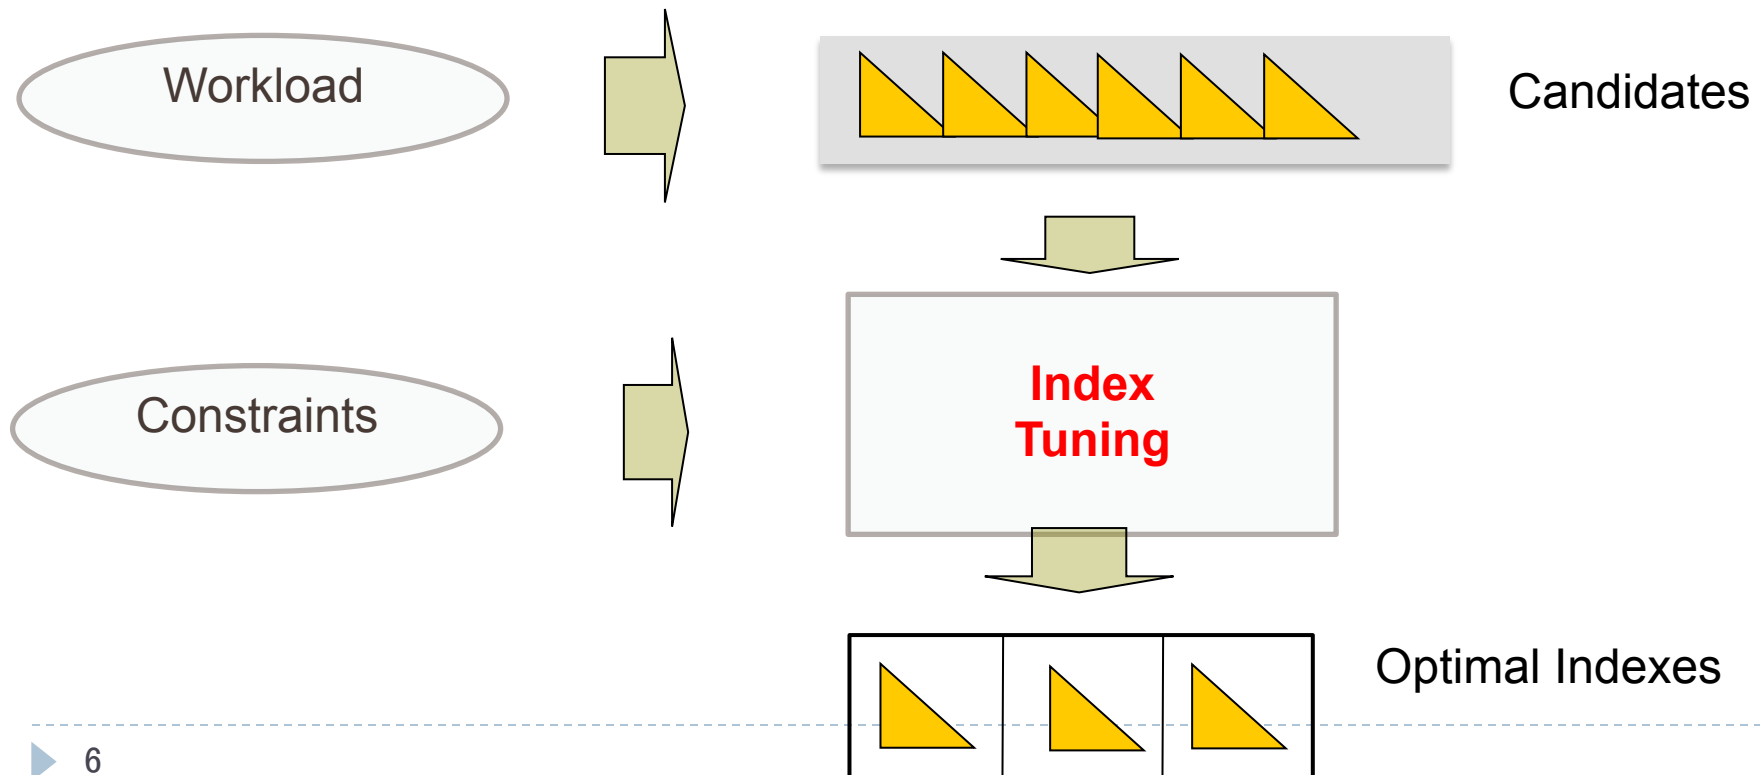 Workload
Candidates
Constraints
Index
Tuning
Optimal Indexes
6